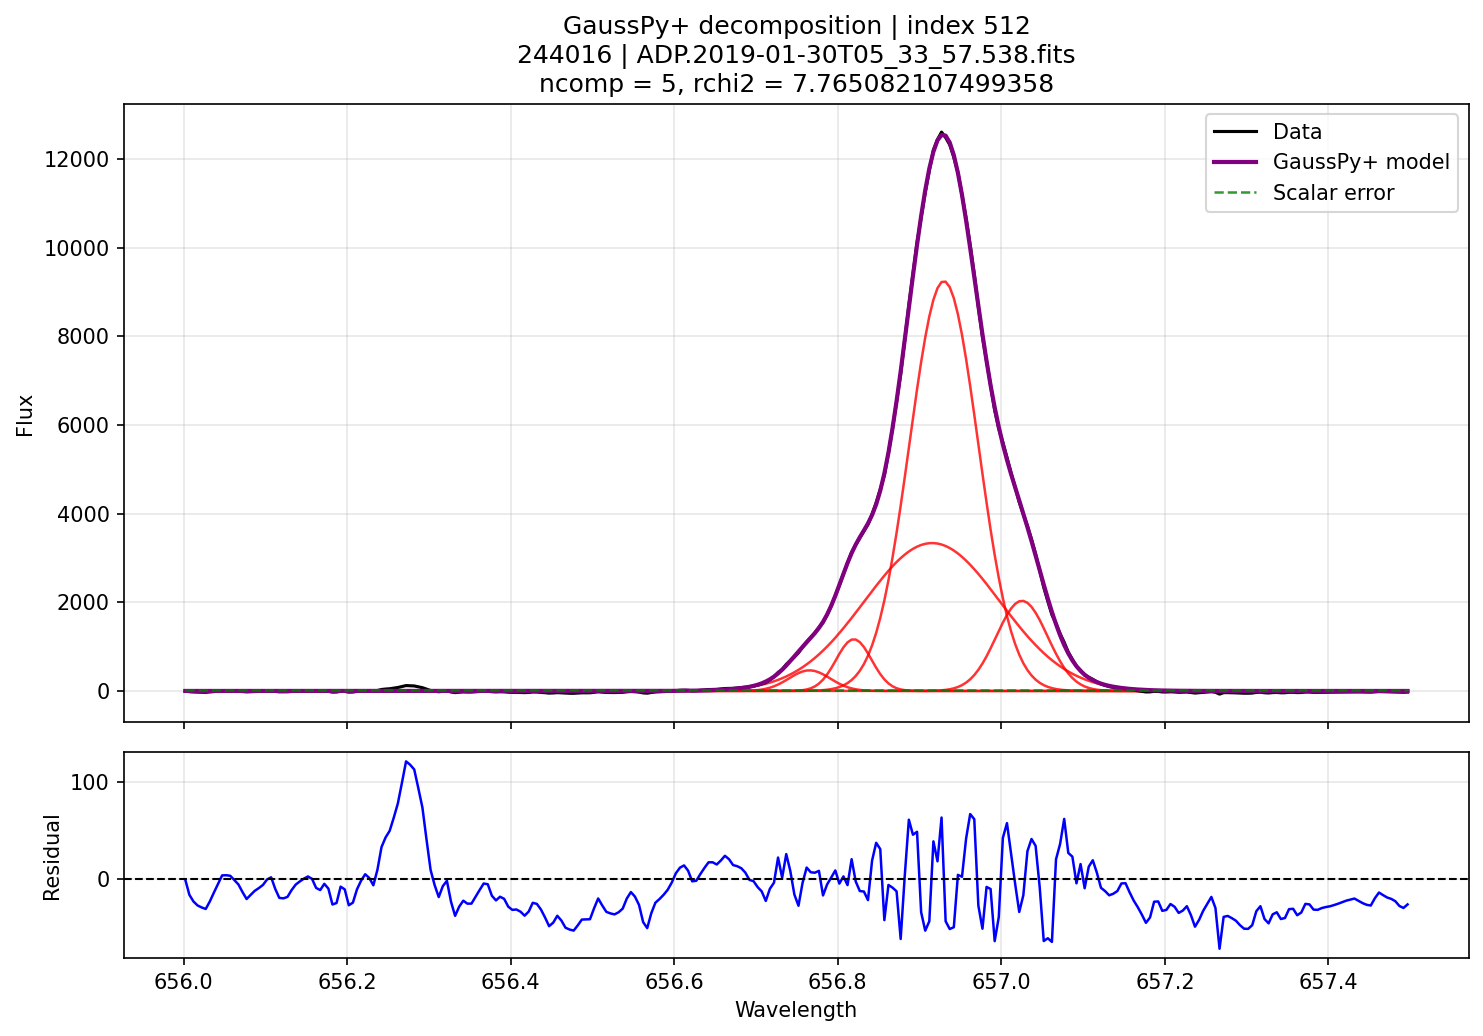 GaussPy+ decomposition | index 512
244016 | ADP.2019-01-30T05_33_57.538.fits
ncomp = 5, rchi2 = 7.765082107499358
Data
GaussPy+ model
Scalar error
12000
10000
8000
6000
4000
2000
0
Flux
100
0
Residual
656.0 656.2 656.4 656.6 656.8 657.0 657.2 657.4
Wavelength